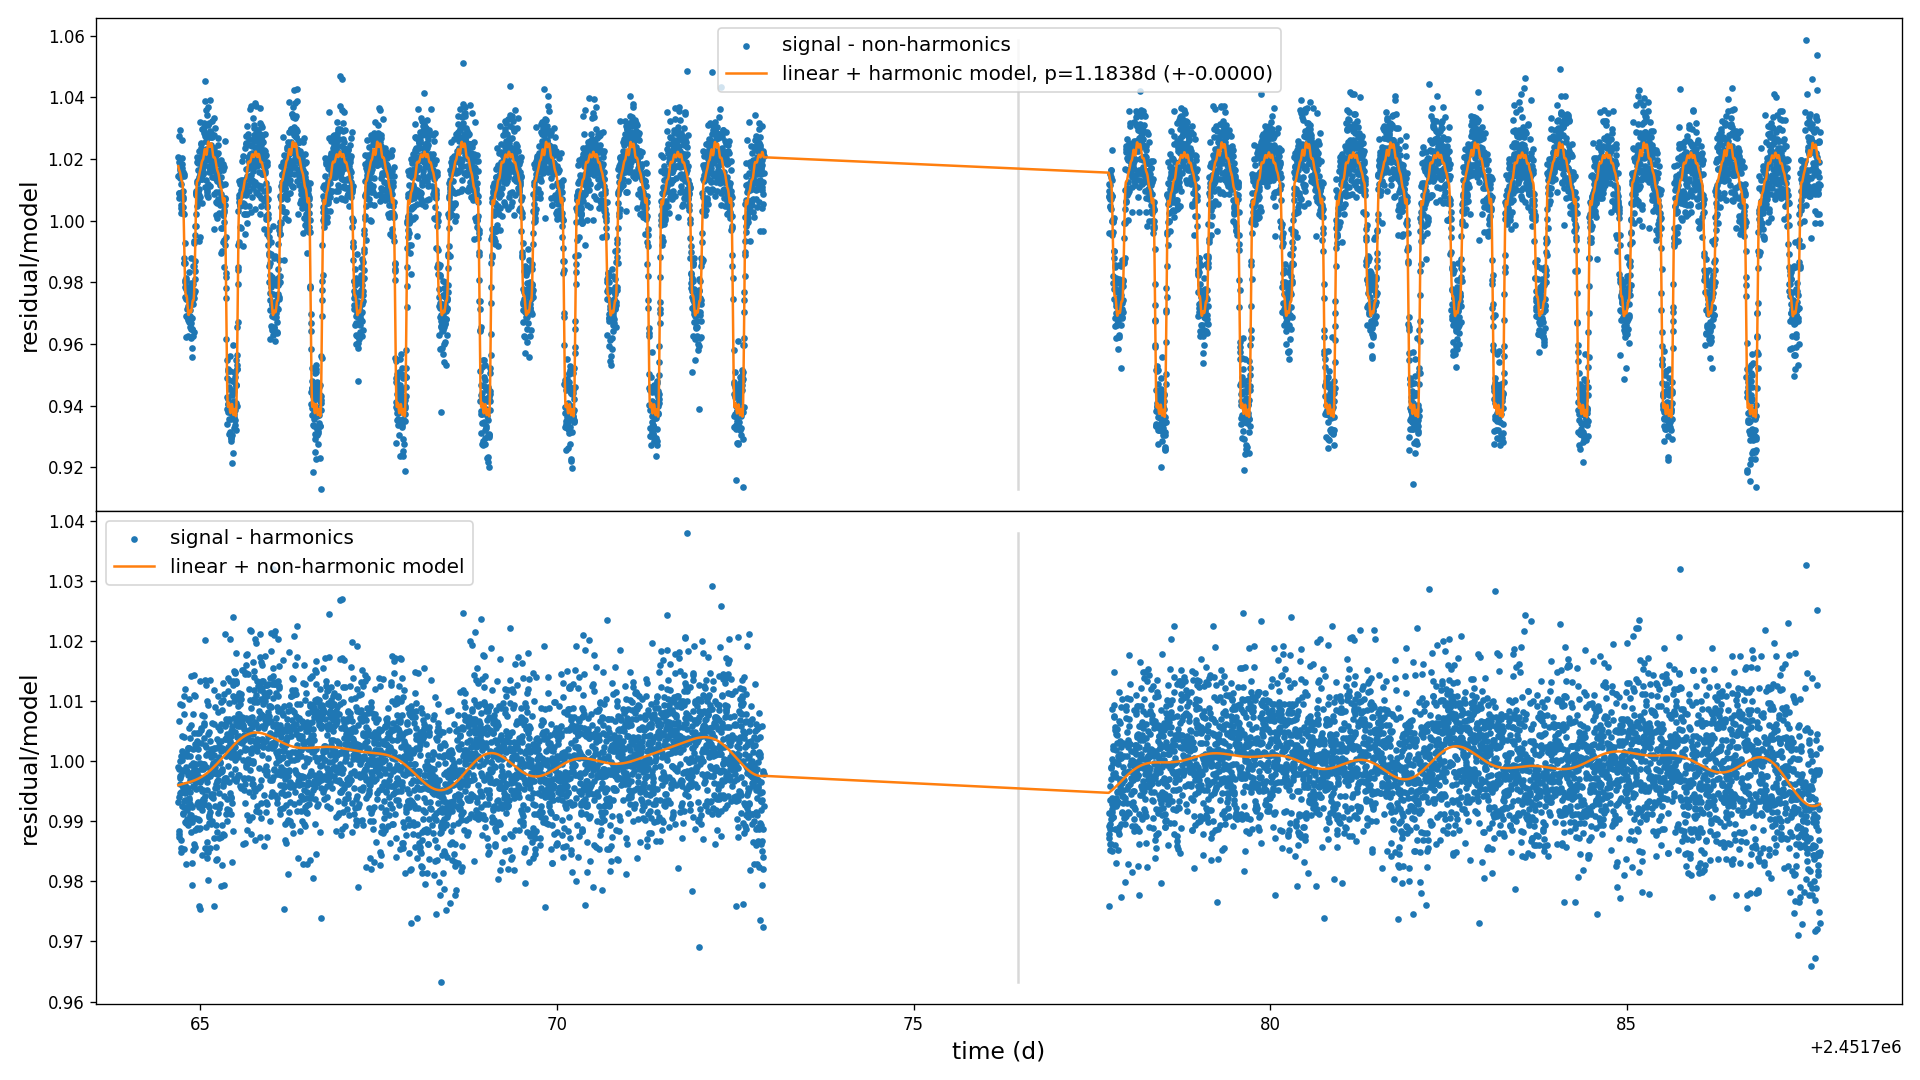 signal - non-harmonics
linear + harmonic model, p=1.1838d (+-0.0000)
1.06
1.04
1.02
1.00
0.98
0.96
0.94
0.92
residual/model
signal - harmonics
linear + non-harmonic model
1.04
1.03
1.02
1.01
1.00
0.99
0.98
0.97
0.96
residual/model
65 70 75 80 85
time (d)
+2.4517e6